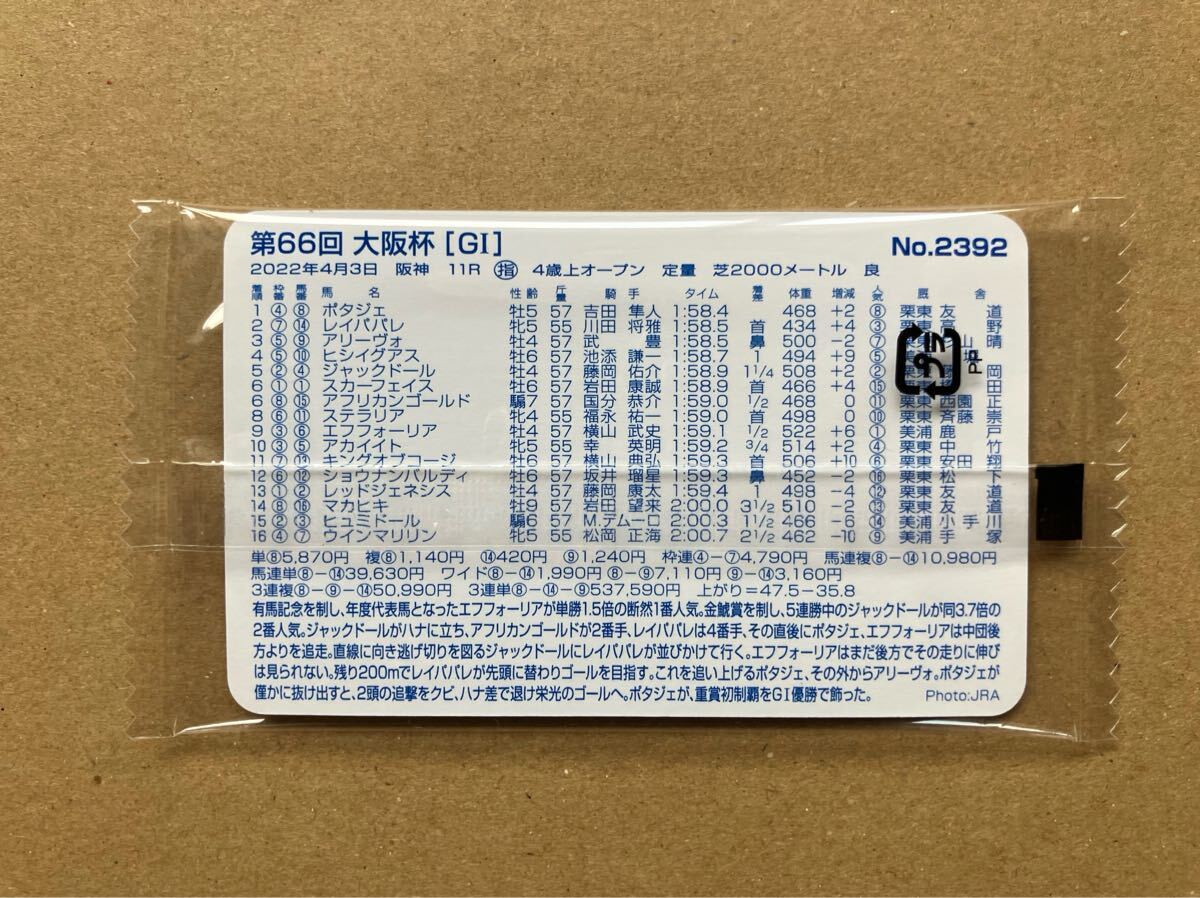 第66回 大阪杯 [GI] No.2392
2022年4月3日 阪神 11R 指 4歳上オープン 定量 芝2000メートル 良
着順 枠番 馬番 馬名 性齢 斤量 騎手 タイム 着差 体重 増減 人気 厩舎
1 ④ ⑧ ポタジェ 牡5 57 吉田 隼人 1:58.4 468 +2 ⑧ 栗東 友道
2 ⑦ ⑭ レイパパレ 牝5 55 川田 将雅 1:58.5 首 434 +4 ③ 栗東 野
3 ⑤ ⑨ アリーヴォ 牡4 57 武 豊 1:58.5 鼻 500 -2 ⑦ 山晴
4 ⑤ ⑩ ヒシイグアス 牡6 57 池添 謙一 1:58.7 1 494 +9 ⑤
5 ② ④ ジャックドール 牡4 57 藤岡 佑介 1:58.9 1 1/4 508 +2 ② 岡
6 ① ① スカーフェイス 牡6 57 岩田 康誠 1:58.9 首 466 +4 ⑮ 田
6 ⑧ ⑮ アフリカンゴールド 騸7 57 国分 恭介 1:59.0 1/2 468 0 ⑪ 栗東 西園 正
8 ⑥ ⑪ ステラリア 牝4 55 福永 祐一 1:59.0 首 498 0 ⑩ 栗東 斉藤 崇
9 ③ ⑥ エフフォーリア 牡4 57 横山 武史 1:59.1 1/2 522 +6 ① 美浦 鹿戸
10 ③ ⑤ アカイイト 牝5 55 幸 英明 1:59.2 3/4 514 +2 ④ 栗東 中竹
11 ⑦ ⑬ キングオブコージ 牡6 57 横山 典弘 1:59.3 首 506 +10 ⑥ 栗東 安田 翔
12 ⑥ ⑫ ショウナンバルディ 牡6 57 坂井 瑠星 1:59.3 鼻 452 -2 ⑯ 栗東 松下
13 ① ② レッドジェネシス 牡4 57 藤岡 康太 1:59.4 1 498 -4 ⑫ 栗東 友道
14 ⑧ ⑯ マカヒキ 牡9 57 岩田 望来 2:00.0 3 1/2 510 -2 ⑬ 栗東 友道
15 ② ③ ヒュミドール 騸6 57 M.デムーロ 2:00.3 1 1/2 466 -6 ⑭ 美浦 小手川
16 ④ ⑦ ウインマリリン 牝5 55 松岡 正海 2:00.7 2 1/2 462 -10 ⑨ 美浦 手塚
単⑧5,870円 複⑧1,140円 ⑭420円 ⑨1,240円 枠連④-⑦4,790円 馬連複⑧-⑭10,980円
馬連単⑧-⑭39,630円 ワイド⑧-⑭1,990円 ⑧-⑨7,110円 ⑨-⑭3,160円
3連複⑧-⑨-⑭50,990円 3連単⑧-⑭-⑨537,590円 上がり=47.5-35.8
有馬記念を制し、年度代表馬となったエフフォーリアが単勝1.5倍の断然1番人気。金鯱賞を制し、5連勝中のジャックドールが同3.7倍の
2番人気。ジャックドールがハナに立ち、アフリカンゴールドが2番手、レイパパレは4番手、その直後にポタジェ、エフフォーリアは中団後
方よりを追走。直線に向き逃げ切りを図るジャックドールにレイパパレが並びかけて行く。エフフォーリアはまだ後方でその走りに伸び
は見られない。残り200mでレイパパレが先頭に替わりゴールを目指す。これを追い上げるポタジェ、その外からアリーヴォ。ポタジェが
僅かに抜け出すと、2頭の追撃をクビ、ハナ差で退け栄光のゴールへ。ポタジェが、重賞初制覇をGI優勝で飾った。 Photo:JRA
プラ
PP